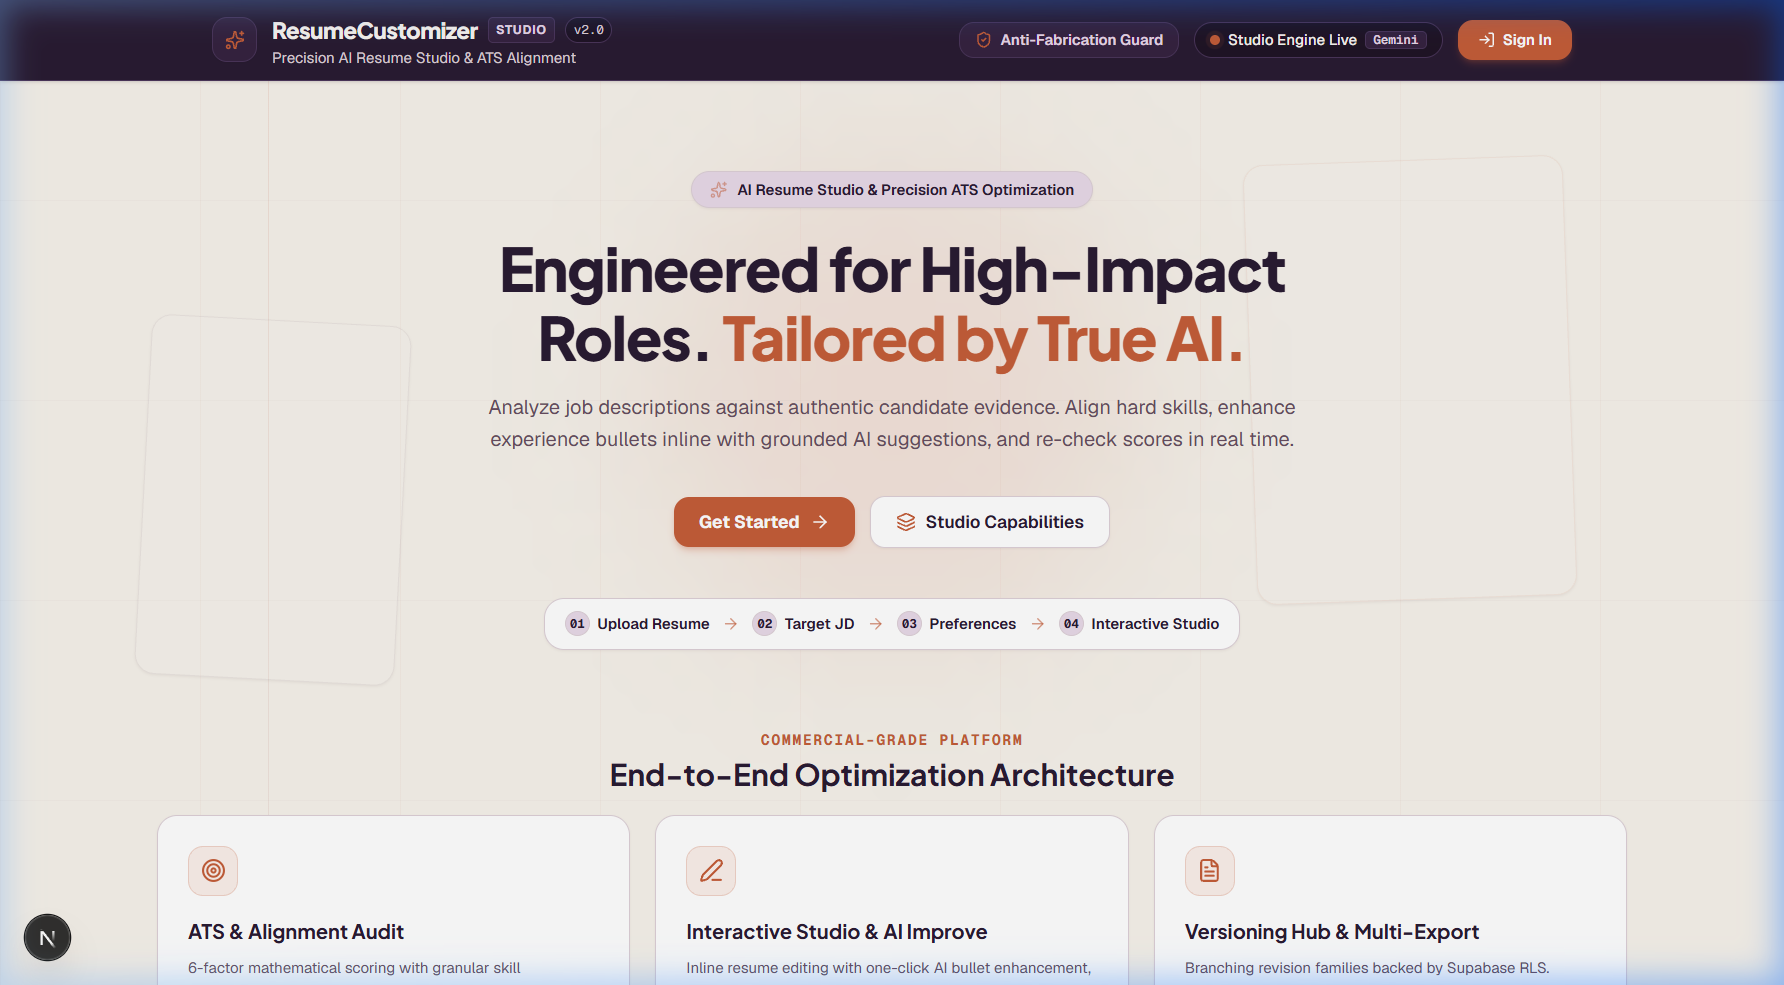 ResumeCustomizer STUDIO v2.0
Precision AI Resume Studio & ATS Alignment
Anti-Fabrication Guard
Studio Engine Live Gemini
Sign In
AI Resume Studio & Precision ATS Optimization
Engineered for High-Impact
Roles. Tailored by True AI.
Analyze job descriptions against authentic candidate evidence. Align hard skills, enhance
experience bullets inline with grounded AI suggestions, and re-check scores in real time.
Get Started
Studio Capabilities
01 Upload Resume → 02 Target JD → 03 Preferences → 04 Interactive Studio
COMMERCIAL-GRADE PLATFORM
End-to-End Optimization Architecture
ATS & Alignment Audit
6-factor mathematical scoring with granular skill
Interactive Studio & AI Improve
Inline resume editing with one-click AI bullet enhancement,
Versioning Hub & Multi-Export
Branching revision families backed by Supabase RLS.
N